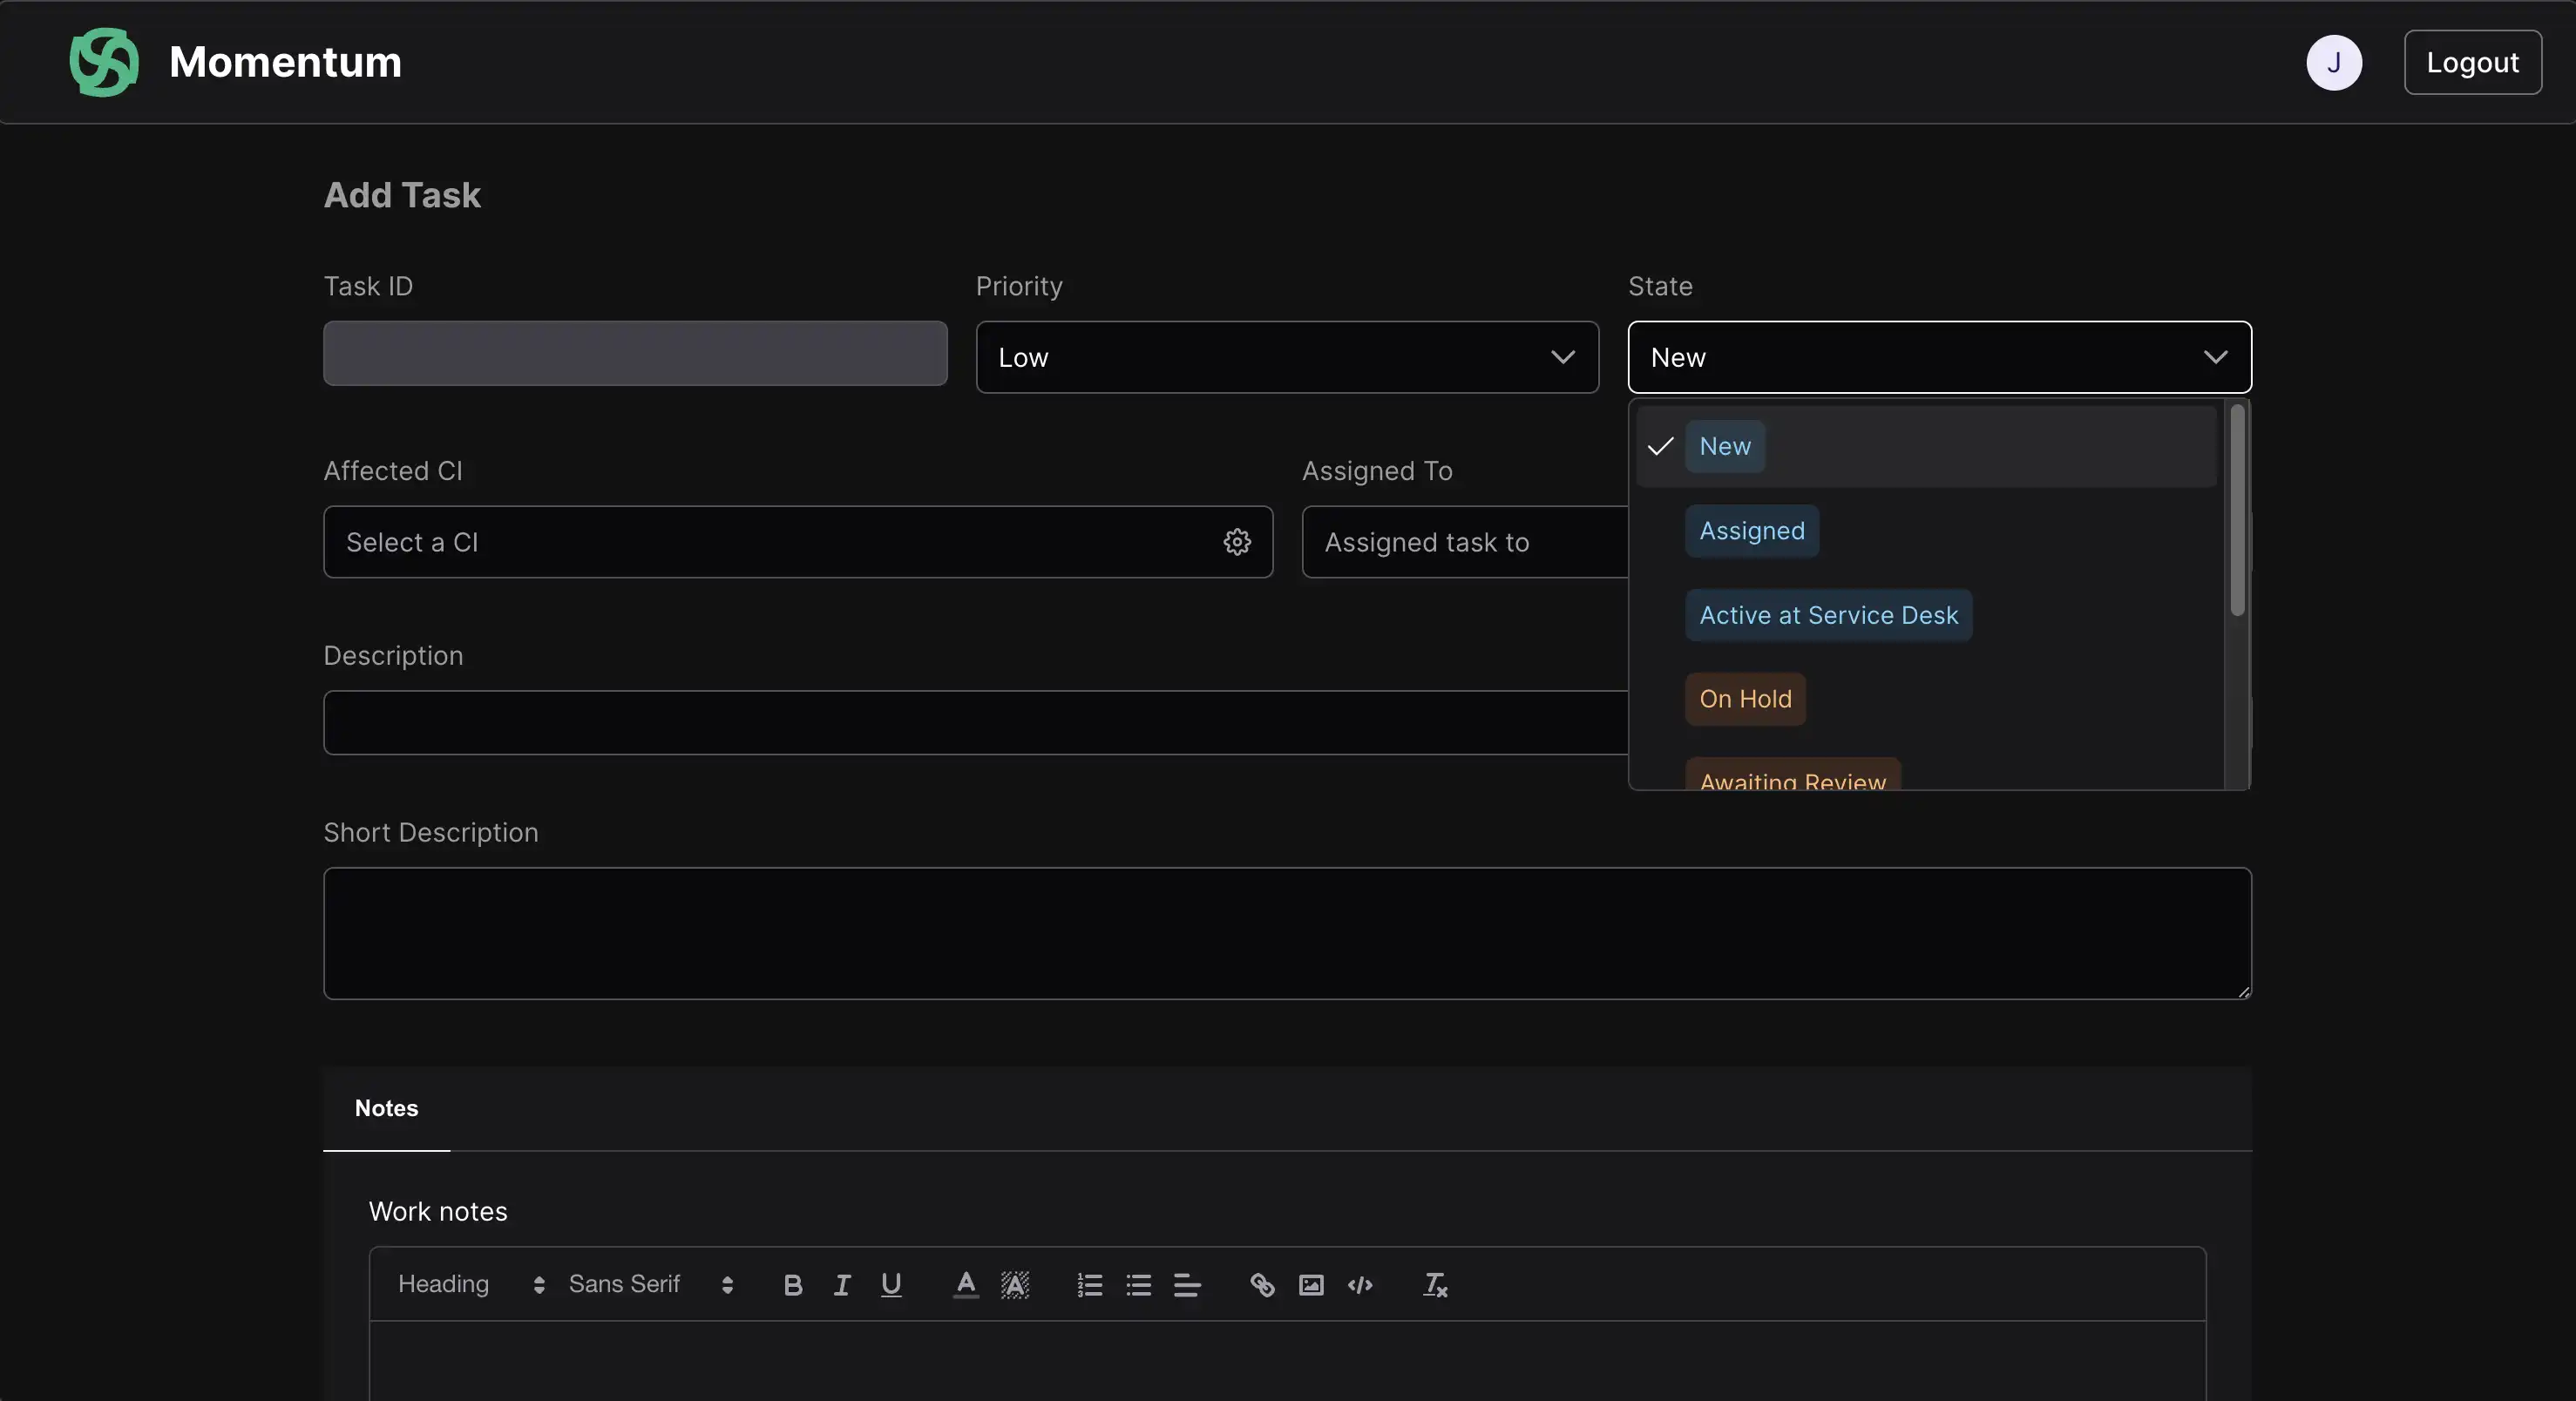 Momentum
J
Logout
Add Task
Task ID
Priority
State
Low
New
New
Assigned
Active at Service Desk
On Hold
Awaiting Review
Affected CI
Assigned To
Select a CI
Assigned task to
Description
Short Description
Notes
Work notes
Heading Sans Serif